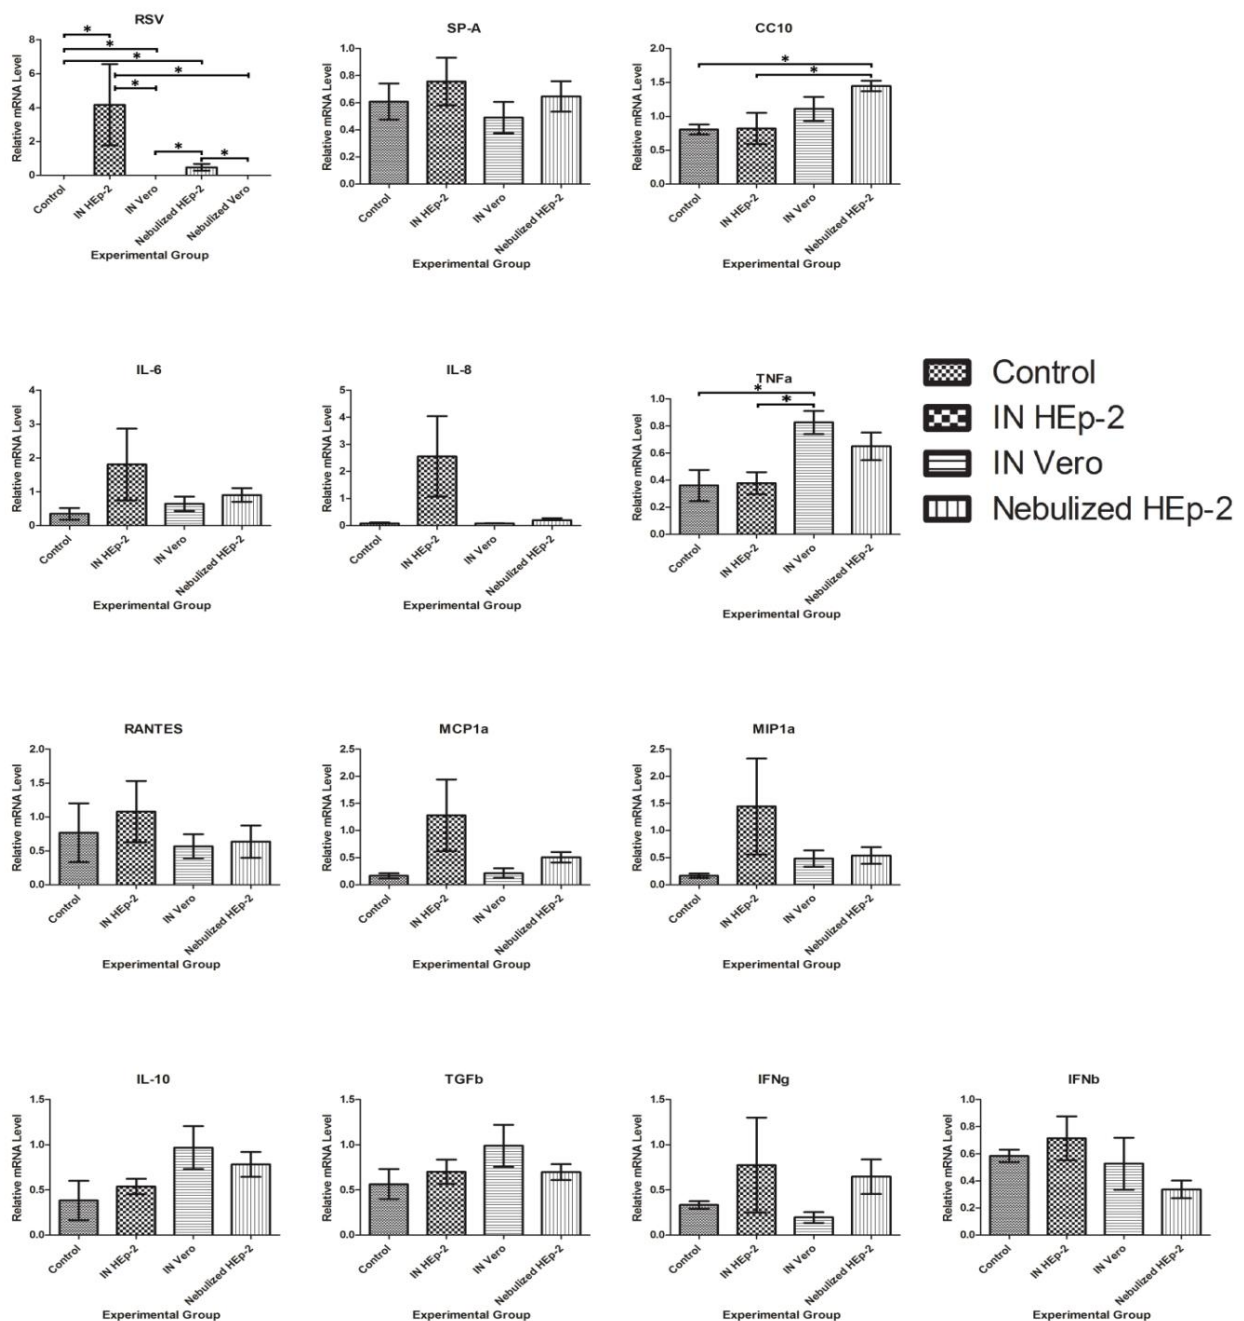 RSV
Relative mRNA Level
8
6
4
2
0
* * * * * * *
Control
IN HEp-2
IN Vero
Nebulized HEp-2
Nebulized Vero
Experimental Group
SP-A
Relative mRNA Level
1.0
0.8
0.6
0.4
0.2
0.0
Control
IN HEp-2
IN Vero
Nebulized HEp-2
Experimental Group
CC10
Relative mRNA Level
2.0
1.5
1.0
0.5
0.0
* *
Control
IN HEp-2
IN Vero
Nebulized HEp-2
Experimental Group
IL-6
Relative mRNA Level
4
3
2
1
0
Control
IN HEp-2
IN Vero
Nebulized HEp-2
Experimental Group
IL-8
Relative mRNA Level
5
4
3
2
1
0
Control
IN HEp-2
IN Vero
Nebulized HEp-2
Experimental Group
TNFa
Relative mRNA Level
1.0
0.8
0.6
0.4
0.2
0.0
* *
Control
IN HEp-2
IN Vero
Nebulized HEp-2
Experimental Group
Control
IN HEp-2
IN Vero
Nebulized HEp-2
RANTES
Relative mRNA Level
2.0
1.5
1.0
0.5
0.0
Control
IN HEp-2
IN Vero
Nebulized HEp-2
Experimental Group
MCP1a
Relative mRNA Level
2.5
2.0
1.5
1.0
0.5
0.0
Control
IN HEp-2
IN Vero
Nebulized HEp-2
Experimental Group
MIP1a
Relative mRNA Level
2.5
2.0
1.5
1.0
0.5
0.0
Control
IN HEp-2
IN Vero
Nebulized HEp-2
Experimental Group
IL-10
Relative mRNA Level
1.5
1.0
0.5
0.0
Control
IN HEp-2
IN Vero
Nebulized HEp-2
Experimental Group
TGFb
Relative mRNA Level
1.5
1.0
0.5
0.0
Control
IN HEp-2
IN Vero
Nebulized HEp-2
Experimental Group
IFNg
Relative mRNA Level
1.5
1.0
0.5
0.0
Control
IN HEp-2
IN Vero
Nebulized HEp-2
Experimental Group
IFNb
Relative mRNA Level
1.0
0.8
0.6
0.4
0.2
0.0
Control
IN HEp-2
IN Vero
Nebulized HEp-2
Experimental Group